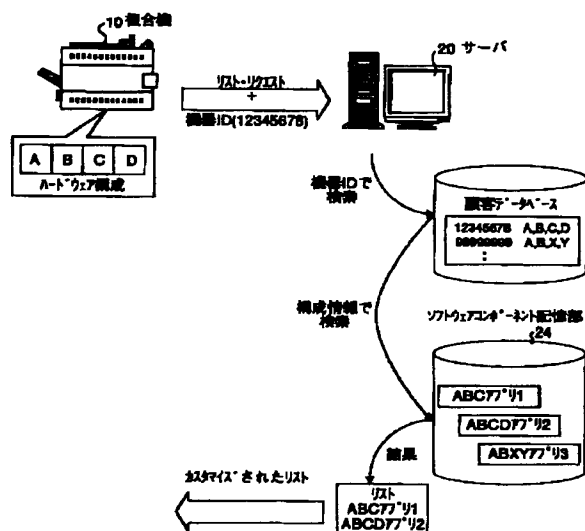 10 複合機
20 サーバ
リスト・リクエスト
+
機器ID(12345678)
A B C D
ハードウェア構成
機器IDで
検索
顧客データベース
12345678 A,B,C,D
99999999 A,B,X,Y
:
構成情報で
検索
ソフトウェアコンポーネント記憶部
24
ABCアプリ1
ABCDアプリ2
ABXYアプリ3
結果
カスタマイズされたリスト
リスト
ABCアプリ1
ABCDアプリ2